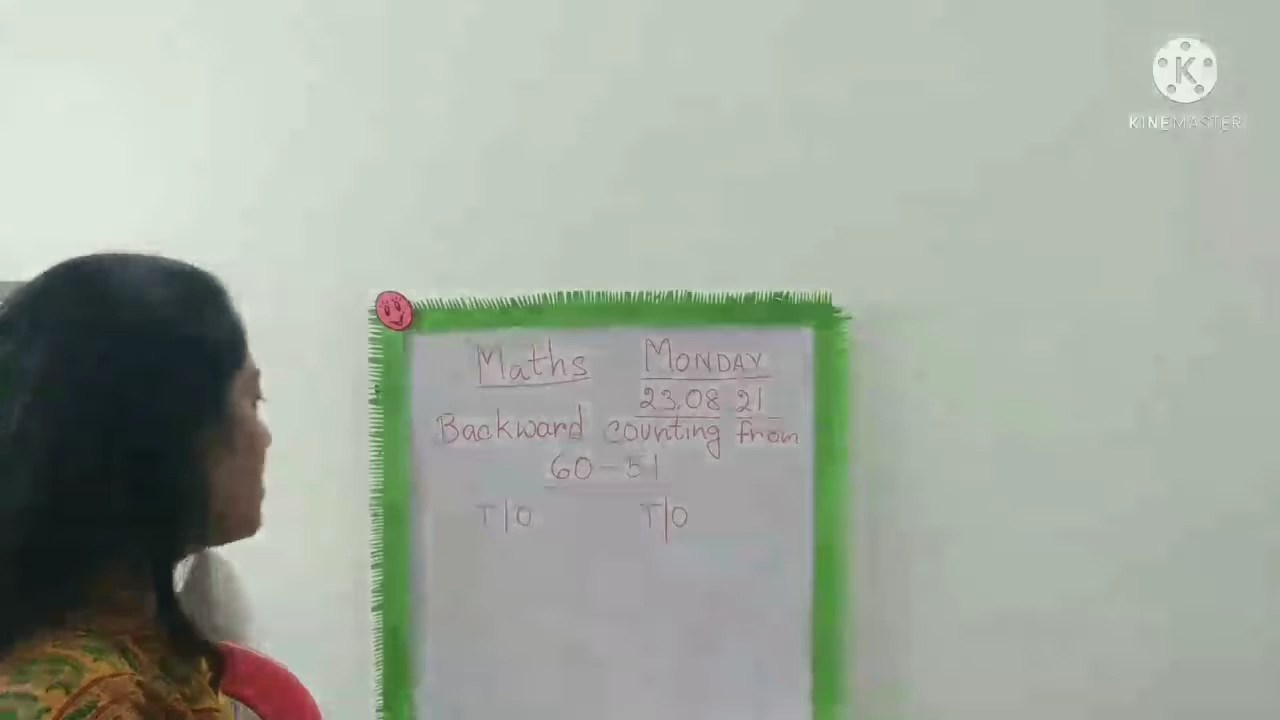 KINEMASTER
Maths MONDAY
23.08 21
Backward counting from
60-51
T|O T|O